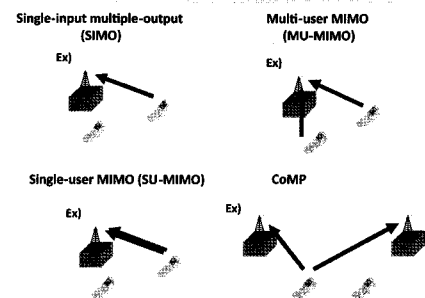 Single-input multiple-output
(SIMO)
Ex)
Multi-user MIMO
(MU-MIMO)
Ex)
Single-user MIMO (SU-MIMO)
Ex)
CoMP
Ex)